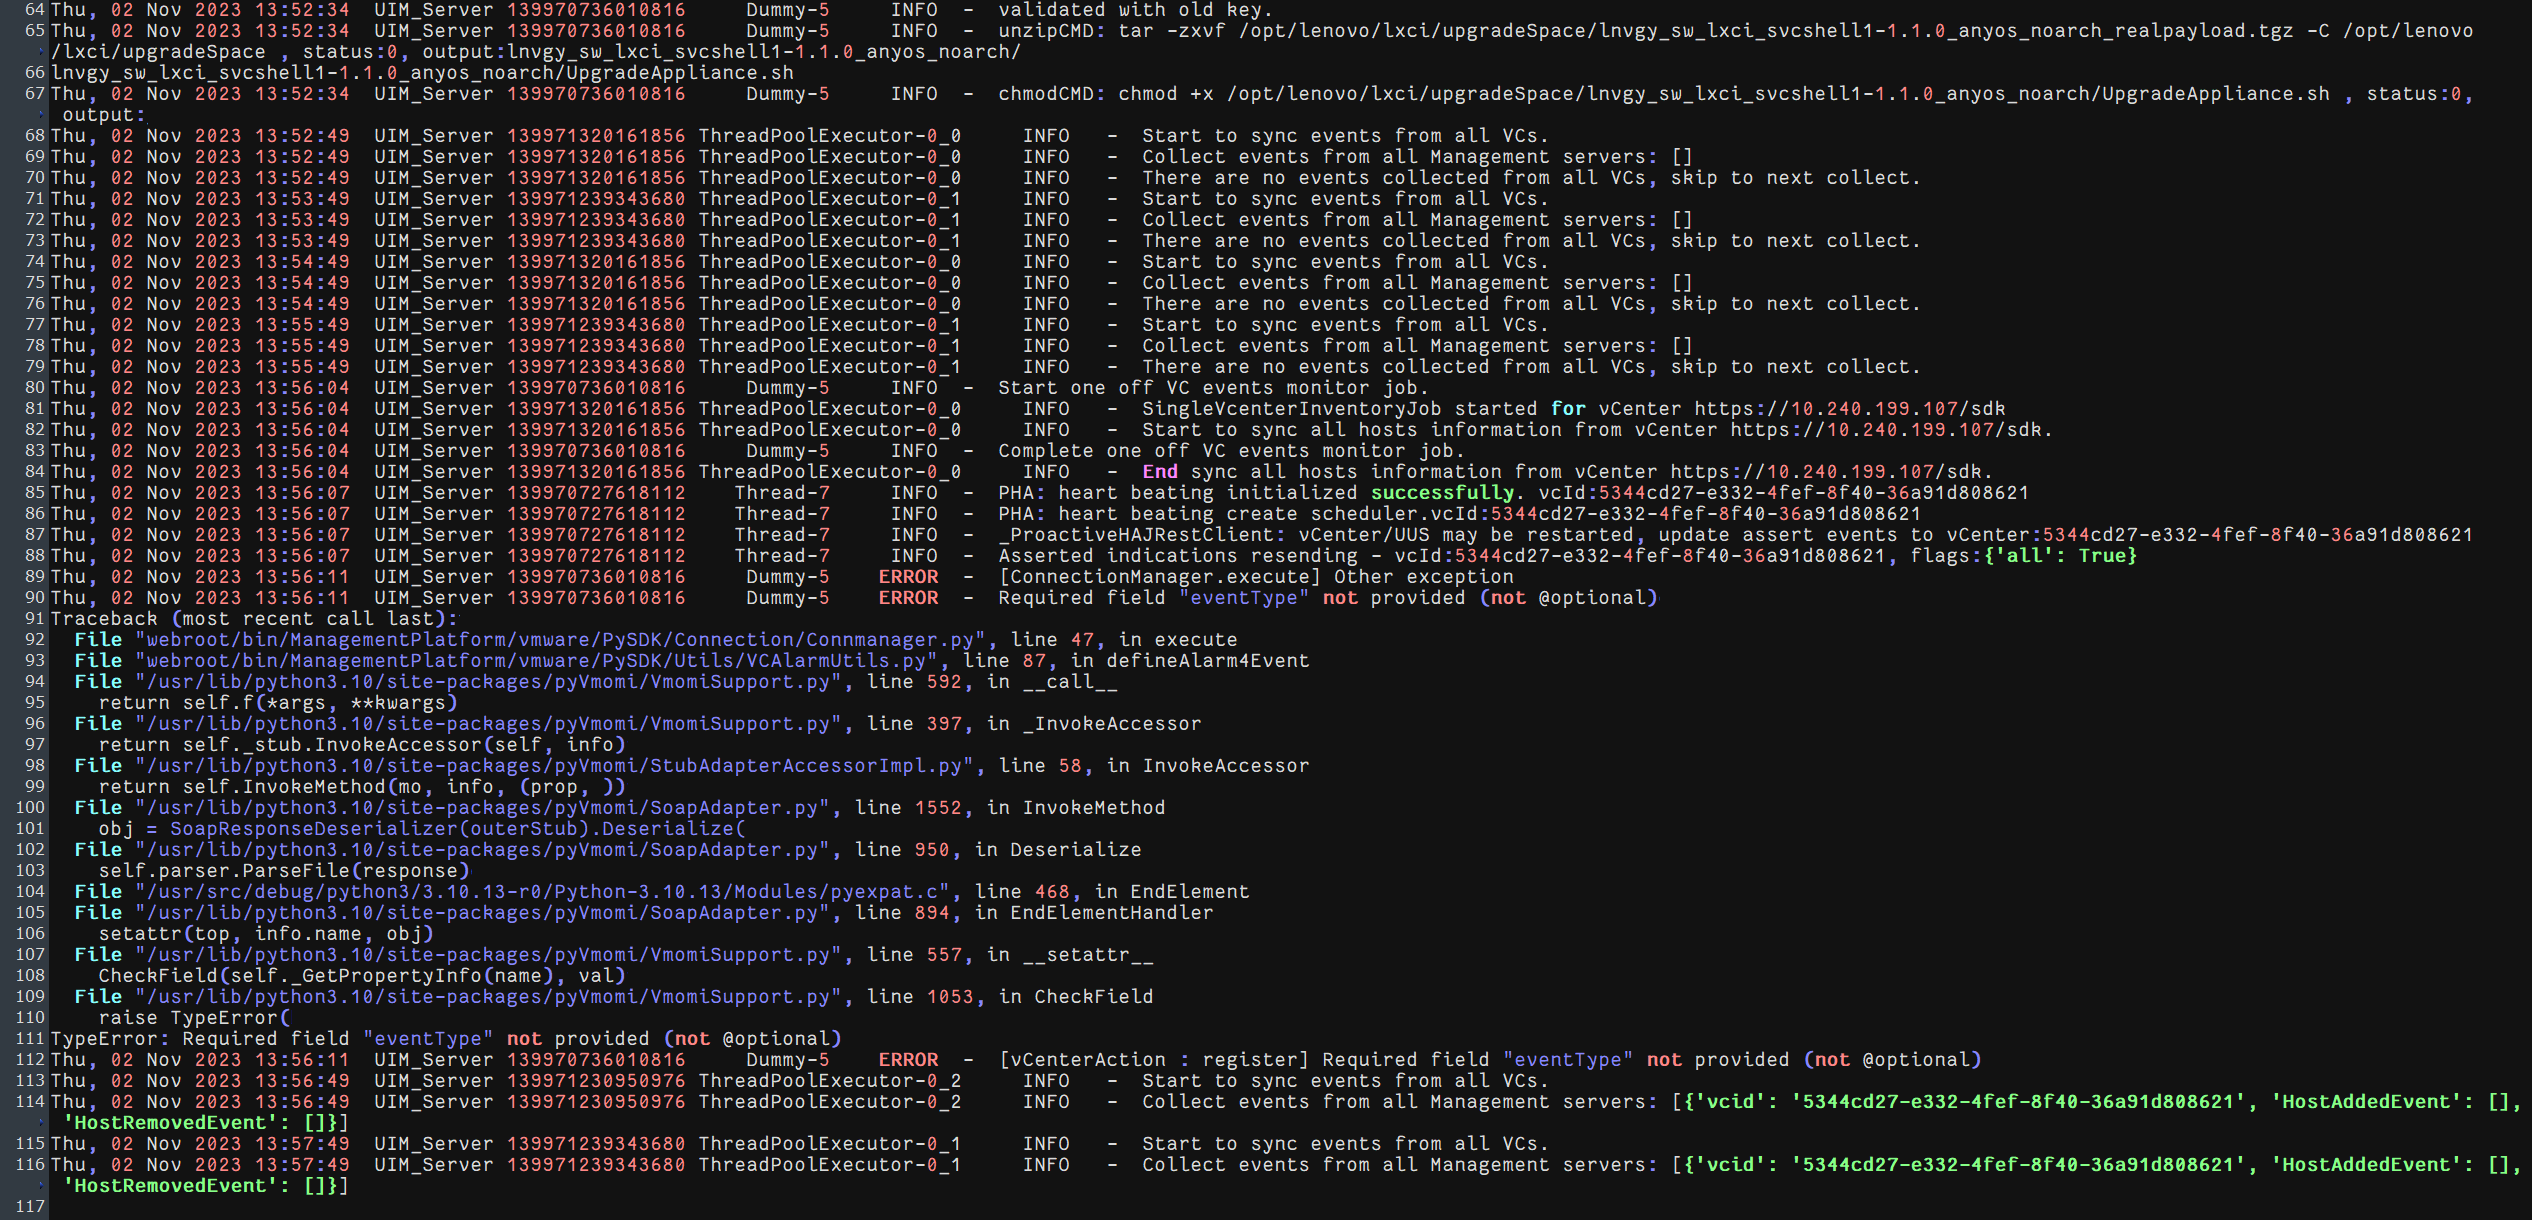 64 Thu, 02 Nov 2023 13:52:34  UIM_Server 139970736010816     Dummy-5     INFO  -  validated with old key.
65 Thu, 02 Nov 2023 13:52:34  UIM_Server 139970736010816     Dummy-5     INFO  -  unzipCMD: tar -zxvf /opt/lenovo/lxci/upgradeSpace/lnvgy_sw_lxci_svcshell1-1.1.0_anyos_noarch_realpayload.tgz -C /opt/lenovo
/lxci/upgradeSpace , status:0, output:lnvgy_sw_lxci_svcshell1-1.1.0_anyos_noarch/
66 lnvgy_sw_lxci_svcshell1-1.1.0_anyos_noarch/UpgradeAppliance.sh
67 Thu, 02 Nov 2023 13:52:34  UIM_Server 139970736010816     Dummy-5     INFO  -  chmodCMD: chmod +x /opt/lenovo/lxci/upgradeSpace/lnvgy_sw_lxci_svcshell1-1.1.0_anyos_noarch/UpgradeAppliance.sh , status:0,
output:
68 Thu, 02 Nov 2023 13:52:49  UIM_Server 139971320161856 ThreadPoolExecutor-0_0     INFO   -  Start to sync events from all VCs.
69 Thu, 02 Nov 2023 13:52:49  UIM_Server 139971320161856 ThreadPoolExecutor-0_0     INFO   -  Collect events from all Management servers: []
70 Thu, 02 Nov 2023 13:52:49  UIM_Server 139971320161856 ThreadPoolExecutor-0_0     INFO   -  There are no events collected from all VCs, skip to next collect.
71 Thu, 02 Nov 2023 13:53:49  UIM_Server 139971239343680 ThreadPoolExecutor-0_1     INFO   -  Start to sync events from all VCs.
72 Thu, 02 Nov 2023 13:53:49  UIM_Server 139971239343680 ThreadPoolExecutor-0_1     INFO   -  Collect events from all Management servers: []
73 Thu, 02 Nov 2023 13:53:49  UIM_Server 139971239343680 ThreadPoolExecutor-0_1     INFO   -  There are no events collected from all VCs, skip to next collect.
74 Thu, 02 Nov 2023 13:54:49  UIM_Server 139971320161856 ThreadPoolExecutor-0_0     INFO   -  Start to sync events from all VCs.
75 Thu, 02 Nov 2023 13:54:49  UIM_Server 139971320161856 ThreadPoolExecutor-0_0     INFO   -  Collect events from all Management servers: []
76 Thu, 02 Nov 2023 13:54:49  UIM_Server 139971320161856 ThreadPoolExecutor-0_0     INFO   -  There are no events collected from all VCs, skip to next collect.
77 Thu, 02 Nov 2023 13:55:49  UIM_Server 139971239343680 ThreadPoolExecutor-0_1     INFO   -  Start to sync events from all VCs.
78 Thu, 02 Nov 2023 13:55:49  UIM_Server 139971239343680 ThreadPoolExecutor-0_1     INFO   -  Collect events from all Management servers: []
79 Thu, 02 Nov 2023 13:55:49  UIM_Server 139971239343680 ThreadPoolExecutor-0_1     INFO   -  There are no events collected from all VCs, skip to next collect.
80 Thu, 02 Nov 2023 13:56:04  UIM_Server 139970736010816     Dummy-5     INFO  -  Start one off VC events monitor job.
81 Thu, 02 Nov 2023 13:56:04  UIM_Server 139971320161856 ThreadPoolExecutor-0_0     INFO   -  SingleVcenterInventoryJob started for vCenter https://10.240.199.107/sdk
82 Thu, 02 Nov 2023 13:56:04  UIM_Server 139971320161856 ThreadPoolExecutor-0_0     INFO   -  Start to sync all hosts information from vCenter https://10.240.199.107/sdk.
83 Thu, 02 Nov 2023 13:56:04  UIM_Server 139970736010816     Dummy-5     INFO  -  Complete one off VC events monitor job.
84 Thu, 02 Nov 2023 13:56:04  UIM_Server 139971320161856 ThreadPoolExecutor-0_0     INFO   -  End sync all hosts information from vCenter https://10.240.199.107/sdk.
85 Thu, 02 Nov 2023 13:56:07  UIM_Server 139970727618112    Thread-7     INFO  -  PHA: heart beating initialized successfully. vcId:5344cd27-e332-4fef-8f40-36a91d808621
86 Thu, 02 Nov 2023 13:56:07  UIM_Server 139970727618112    Thread-7     INFO  -  PHA: heart beating create scheduler.vcId:5344cd27-e332-4fef-8f40-36a91d808621
87 Thu, 02 Nov 2023 13:56:07  UIM_Server 139970727618112    Thread-7     INFO  -  _ProactiveHAJRestClient: vCenter/UUS may be restarted, update assert events to vCenter:5344cd27-e332-4fef-8f40-36a91d808621
88 Thu, 02 Nov 2023 13:56:07  UIM_Server 139970727618112    Thread-7     INFO  -  Asserted indications resending - vcId:5344cd27-e332-4fef-8f40-36a91d808621, flags:{'all': True}
89 Thu, 02 Nov 2023 13:56:11  UIM_Server 139970736010816     Dummy-5    ERROR  -  [ConnectionManager.execute] Other exception
90 Thu, 02 Nov 2023 13:56:11  UIM_Server 139970736010816     Dummy-5    ERROR  -  Required field "eventType" not provided (not @optional)
91 Traceback (most recent call last):
92   File "webroot/bin/ManagementPlatform/vmware/PySDK/Connection/Connmanager.py", line 47, in execute
93   File "webroot/bin/ManagementPlatform/vmware/PySDK/Utils/VCAlarmUtils.py", line 87, in defineAlarm4Event
94   File "/usr/lib/python3.10/site-packages/pyVmomi/VmomiSupport.py", line 592, in __call__
95     return self.f(*args, **kwargs)
96   File "/usr/lib/python3.10/site-packages/pyVmomi/VmomiSupport.py", line 397, in _InvokeAccessor
97     return self._stub.InvokeAccessor(self, info)
98   File "/usr/lib/python3.10/site-packages/pyVmomi/StubAdapterAccessorImpl.py", line 58, in InvokeAccessor
99     return self.InvokeMethod(mo, info, (prop, ))
100   File "/usr/lib/python3.10/site-packages/pyVmomi/SoapAdapter.py", line 1552, in InvokeMethod
101     obj = SoapResponseDeserializer(outerStub).Deserialize(
102   File "/usr/lib/python3.10/site-packages/pyVmomi/SoapAdapter.py", line 950, in Deserialize
103     self.parser.ParseFile(response)
104   File "/usr/src/debug/python3/3.10.13-r0/Python-3.10.13/Modules/pyexpat.c", line 468, in EndElement
105   File "/usr/lib/python3.10/site-packages/pyVmomi/SoapAdapter.py", line 894, in EndElementHandler
106     setattr(top, info.name, obj)
107   File "/usr/lib/python3.10/site-packages/pyVmomi/VmomiSupport.py", line 557, in __setattr__
108     CheckField(self._GetPropertyInfo(name), val)
109   File "/usr/lib/python3.10/site-packages/pyVmomi/VmomiSupport.py", line 1053, in CheckField
110     raise TypeError(
111 TypeError: Required field "eventType" not provided (not @optional)
112 Thu, 02 Nov 2023 13:56:11  UIM_Server 139970736010816     Dummy-5    ERROR  -  [vCenterAction : register] Required field "eventType" not provided (not @optional)
113 Thu, 02 Nov 2023 13:56:49  UIM_Server 139971230950976 ThreadPoolExecutor-0_2     INFO   -  Start to sync events from all VCs.
114 Thu, 02 Nov 2023 13:56:49  UIM_Server 139971230950976 ThreadPoolExecutor-0_2     INFO   -  Collect events from all Management servers: [{'vcid': '5344cd27-e332-4fef-8f40-36a91d808621', 'HostAddedEvent': [],
'HostRemovedEvent': []}]
115 Thu, 02 Nov 2023 13:57:49  UIM_Server 139971239343680 ThreadPoolExecutor-0_1     INFO   -  Start to sync events from all VCs.
116 Thu, 02 Nov 2023 13:57:49  UIM_Server 139971239343680 ThreadPoolExecutor-0_1     INFO   -  Collect events from all Management servers: [{'vcid': '5344cd27-e332-4fef-8f40-36a91d808621', 'HostAddedEvent': [],
'HostRemovedEvent': []}]
117